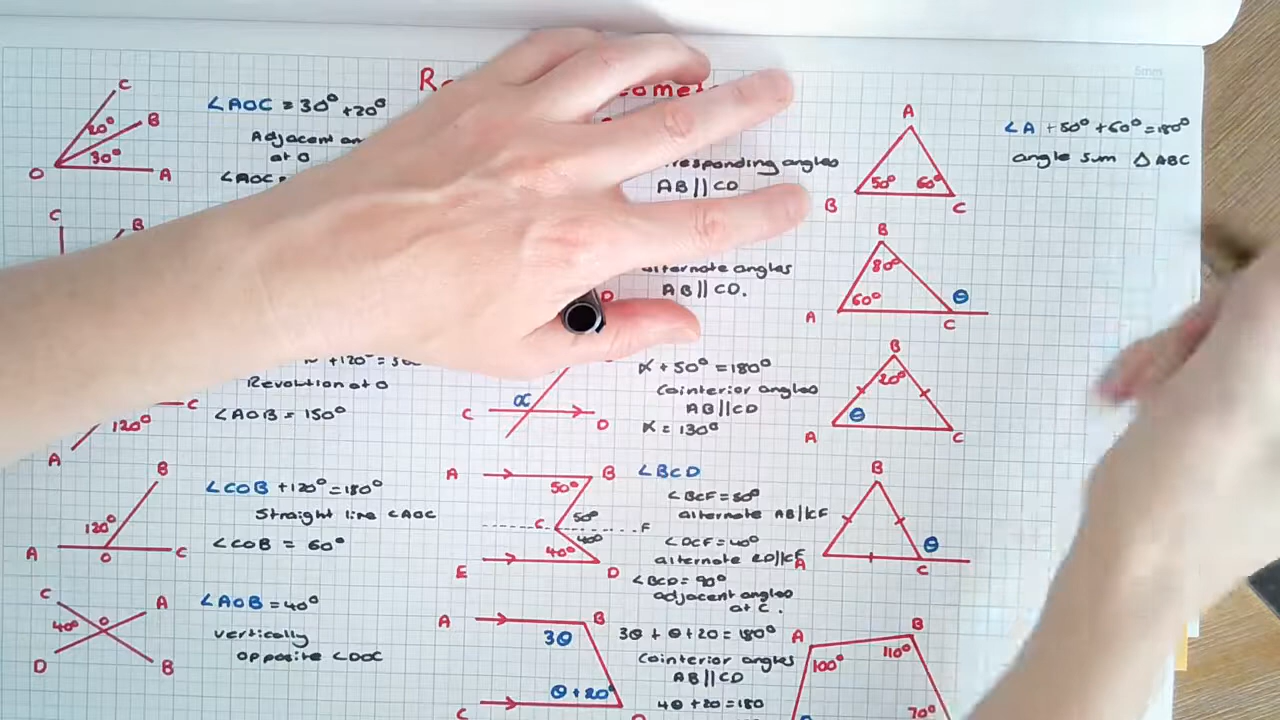 5mm
C
20°
B
30°
O
A
∠AOC = 30° + 20°
Adjacent
at O
C
B
+120°
Revolution at O
∠AOB = 150°
C
120°
A
B
120°
A
O
C
∠COB + 120° = 180°
Straight line ∠AOC
∠COB = 60°
C
A
40°
O
D
B
∠AOB = 40°
vertically
opposite ∠DOC
angles
AB||CD
alternate angles
AB||CD.
D
α
C
D
α + 50° = 180°
Cointerior angles
AB||CD
α = 130°
A
B
50°
C
50°
F
40°
40°
E
D
∠BCD
∠BCF = 50°
alternate AB||CF
∠DCF = 40°
alternate ED||CF
∠BCD = 90°
adjacent angles
at C.
A
B
3θ
θ + 20°
C
3θ + θ + 20 = 180°
Cointerior angles
AB||CD
4θ + 20 = 180
A
50°
60°
B
C
∠A + 50° + 60° = 180°
angle sum △ABC
B
80°
60°
θ
A
C
B
20°
θ
A
C
B
θ
A
C
A
B
100°
110°
70°